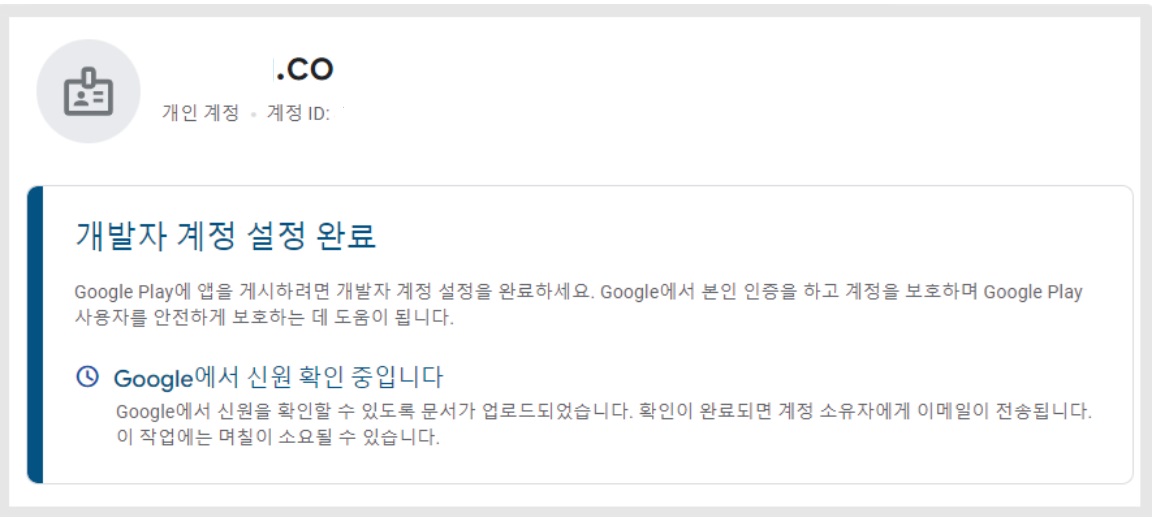 .co
개인 계정 • 계정 ID:
개발자 계정 설정 완료
Google Play에 앱을 게시하려면 개발자 계정 설정을 완료하세요. Google에서 본인 인증을 하고 계정을 보호하며 Google Play
사용자를 안전하게 보호하는 데 도움이 됩니다.
Google에서 신원 확인 중입니다
Google에서 신원을 확인할 수 있도록 문서가 업로드되었습니다. 확인이 완료되면 계정 소유자에게 이메일이 전송됩니다.
이 작업에는 며칠이 소요될 수 있습니다.